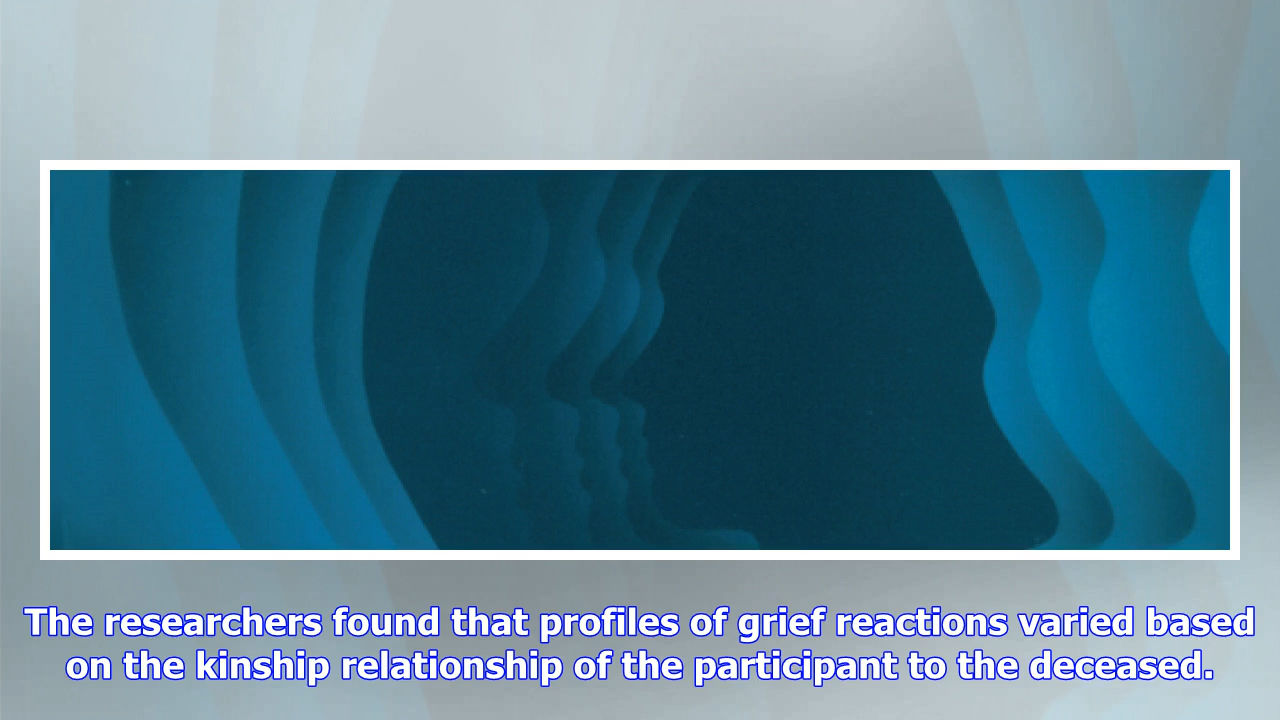 The researchers found that profiles of grief reactions varied based
on the kinship relationship of the participant to the deceased.